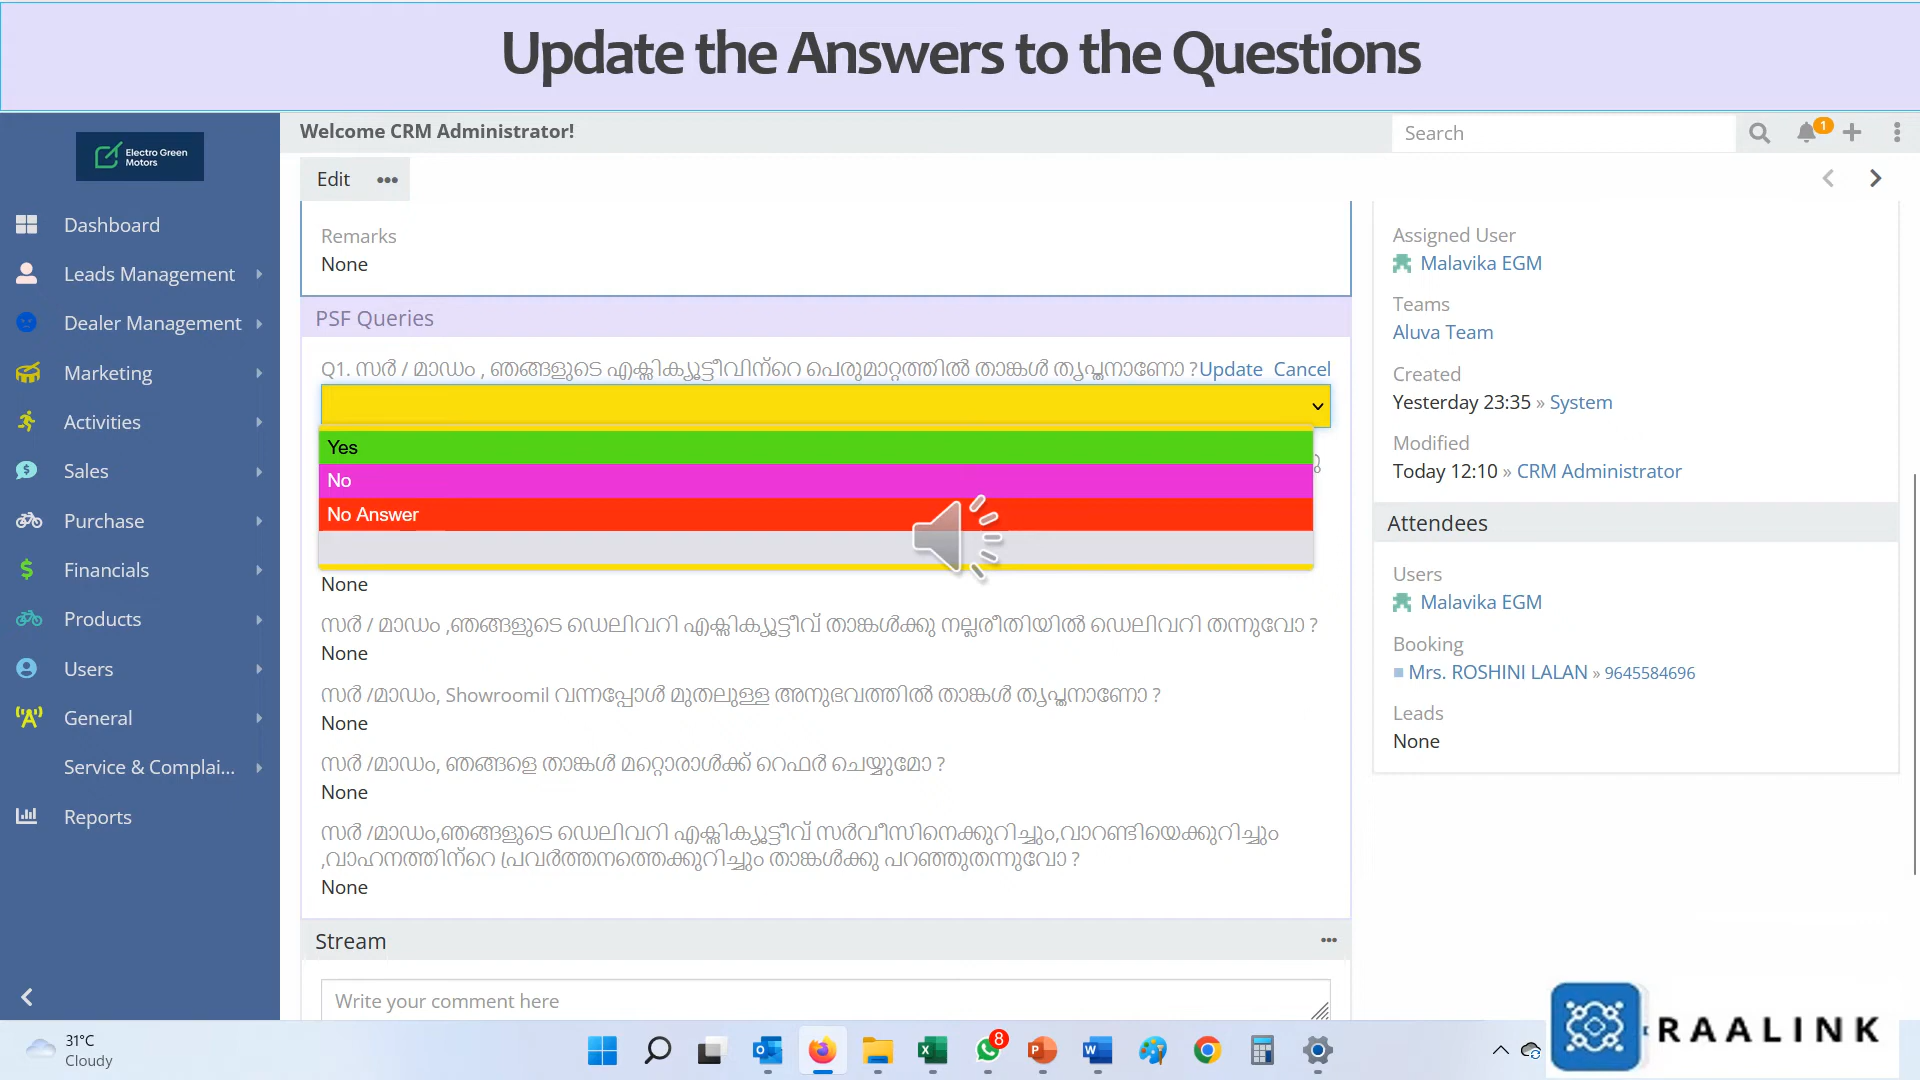 Update the Answers to the Questions
Electro Green
Motors
Welcome CRM Administrator!
Search
1
Edit
Dashboard
Leads Management
Dealer Management
Marketing
Activities
Sales
Purchase
Financials
Products
Users
General
Service & Complai...
Reports
Remarks
None
PSF Queries
Q1. സർ / മാഡം , ഞങ്ങളുടെ എക്സിക്യൂട്ടീവിന്റെ പെരുമാറ്റത്തിൽ താങ്കൾ തൃപ്തനാണോ ?
Update Cancel
Yes
No
No Answer
None
സർ / മാഡം ,ഞങ്ങളുടെ ഡെലിവറി എക്സിക്യൂട്ടീവ് താങ്കൾക്കു നല്ലരീതിയിൽ ഡെലിവറി തന്നുവോ ?
None
സർ /മാഡം, Showroomil വന്നപ്പോൾ മുതലുള്ള അനുഭവത്തിൽ താങ്കൾ തൃപ്തനാണോ ?
None
സർ /മാഡം, ഞങ്ങളെ താങ്കൾ മറ്റൊരാൾക്ക് റെഫർ ചെയ്യുമോ ?
None
സർ /മാഡം,ഞങ്ങളുടെ ഡെലിവറി എക്സിക്യൂട്ടീവ് സർവീസിനെക്കുറിച്ചും,വാറണ്ടിയെക്കുറിച്ചും
,വാഹനത്തിന്റെ പ്രവർത്തനത്തെക്കുറിച്ചും താങ്കൾക്കു പറഞ്ഞുതന്നുവോ ?
None
Stream
Write your comment here
Assigned User
Malavika EGM
Teams
Aluva Team
Created
Yesterday 23:35 » System
Modified
Today 12:10 » CRM Administrator
Attendees
Users
Malavika EGM
Booking
Mrs. ROSHINI LALAN » 9645584696
Leads
None
31°C
Cloudy
8
RAALINK